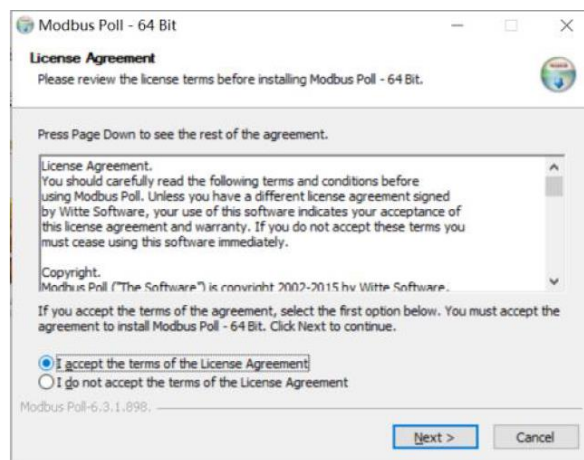 Modbus Poll - 64 Bit
License Agreement
Please review the license terms before installing Modbus Poll - 64 Bit.
Press Page Down to see the rest of the agreement.
License Agreement.
You should carefully read the following terms and conditions before
using Modbus Poll. Unless you have a different license agreement signed
by Witte Software, your use of this software indicates your acceptance of
this license agreement and warranty. If you do not accept these terms you
must cease using this software immediately.
Copyright.
Modbus Poll ("The Software") is copyright 2002-2015 by Witte Software.
If you accept the terms of the agreement, select the first option below. You must accept the
agreement to install Modbus Poll - 64 Bit. Click Next to continue.
I accept the terms of the License Agreement
I do not accept the terms of the License Agreement
Modbus Poll-6.3.1.898.
Next > Cancel